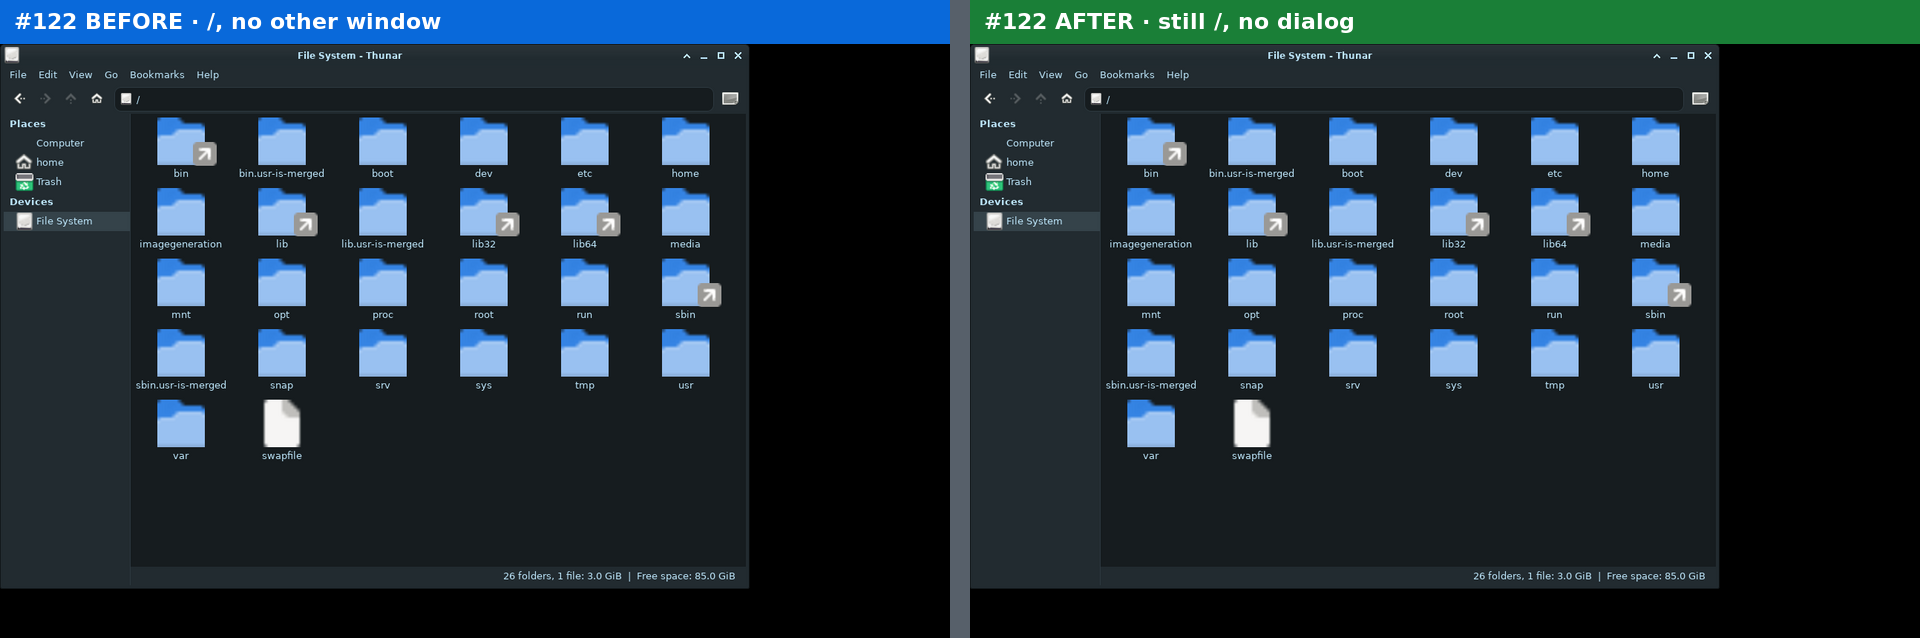 #122 BEFORE · /, no other window
File System - Thunar
File Edit View Go Bookmarks Help
/
Places
Computer
home
Trash
Devices
File System
bin bin.usr-is-merged boot dev etc home
imagegeneration lib lib.usr-is-merged lib32 lib64 media
mnt opt proc root run sbin
sbin.usr-is-merged snap srv sys tmp usr
var swapfile
26 folders, 1 file: 3.0 GiB | Free space: 85.0 GiB
#122 AFTER · still /, no dialog
File System - Thunar
File Edit View Go Bookmarks Help
/
Places
Computer
home
Trash
Devices
File System
bin bin.usr-is-merged boot dev etc home
imagegeneration lib lib.usr-is-merged lib32 lib64 media
mnt opt proc root run sbin
sbin.usr-is-merged snap srv sys tmp usr
var swapfile
26 folders, 1 file: 3.0 GiB | Free space: 85.0 GiB